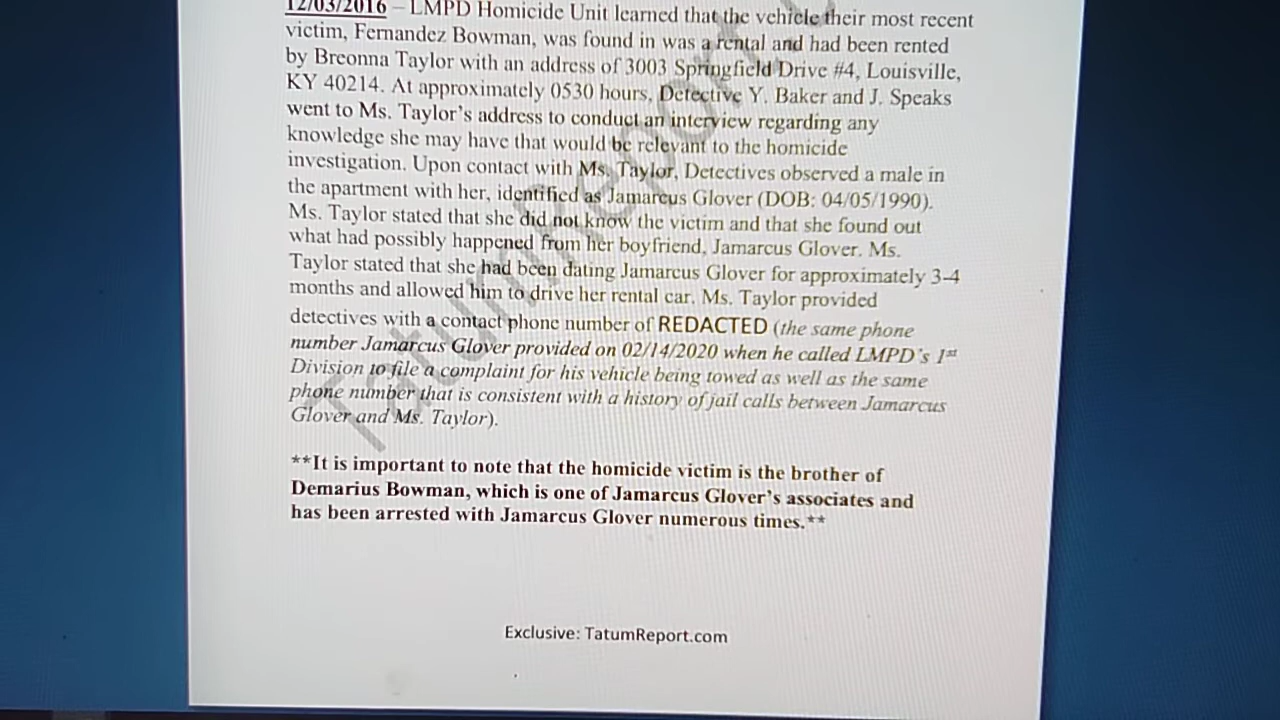 12/03/2016 – LMPD Homicide Unit learned that the vehicle their most recent
victim, Fernandez Bowman, was found in was a rental and had been rented
by Breonna Taylor with an address of 3003 Springfield Drive #4, Louisville,
KY 40214. At approximately 0530 hours, Detective Y. Baker and J. Speaks
went to Ms. Taylor's address to conduct an interview regarding any
knowledge she may have that would be relevant to the homicide
investigation. Upon contact with Ms. Taylor, Detectives observed a male in
the apartment with her, identified as Jamarcus Glover (DOB: 04/05/1990).
Ms. Taylor stated that she did not know the victim and that she found out
what had possibly happened from her boyfriend, Jamarcus Glover. Ms.
Taylor stated that she had been dating Jamarcus Glover for approximately 3-4
months and allowed him to drive her rental car. Ms. Taylor provided
detectives with a contact phone number of REDACTED (the same phone
number Jamarcus Glover provided on 02/14/2020 when he called LMPD's 1st
Division to file a complaint for his vehicle being towed as well as the same
phone number that is consistent with a history of jail calls between Jamarcus
Glover and Ms. Taylor).
**It is important to note that the homicide victim is the brother of
Demarius Bowman, which is one of Jamarcus Glover's associates and
has been arrested with Jamarcus Glover numerous times.**
Exclusive: TatumReport.com
TatumReport